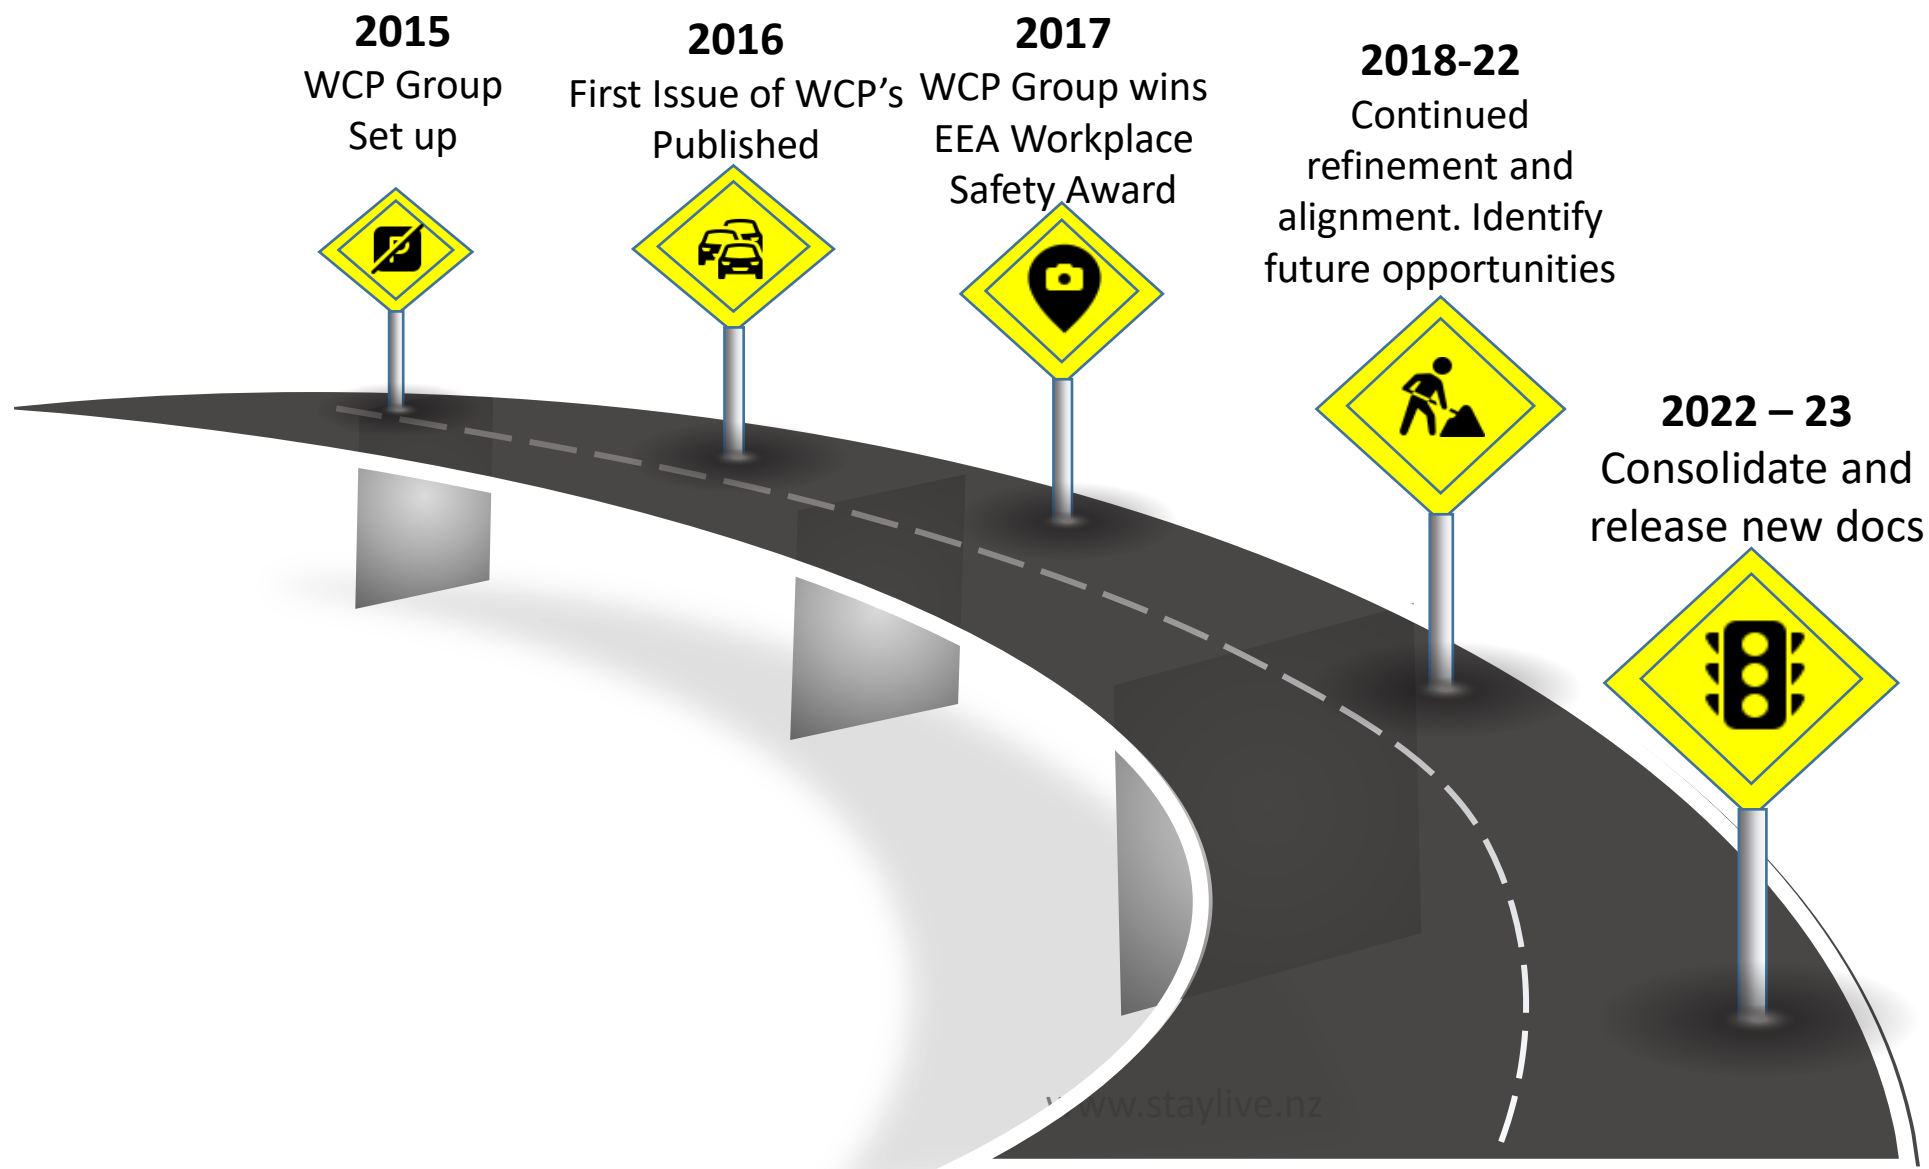 2015
WCP Group
Set up
2016
First Issue of WCP’s
Published
2017
WCP Group wins
EEA Workplace
Safety Award
2018-22
Continued
refinement and
alignment. Identify
future opportunities
2022 – 23
Consolidate and
release new docs
P
www.staylive.nz